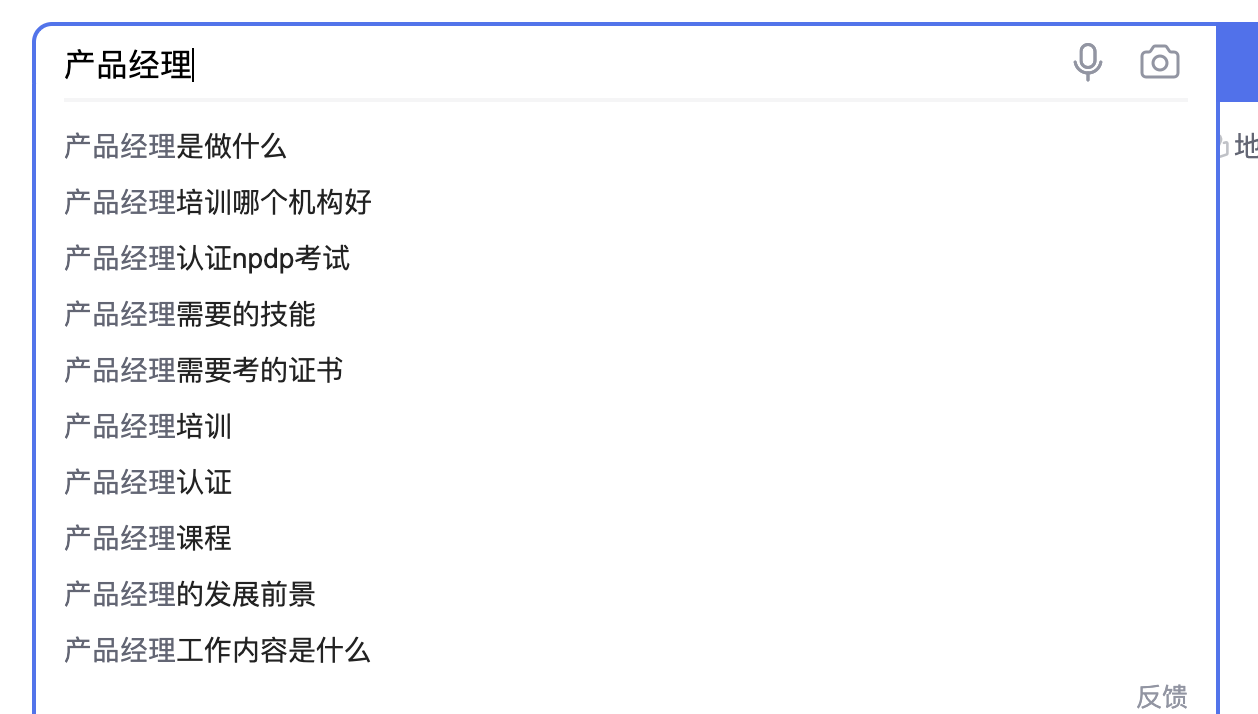 产品经理
产品经理是做什么
地
产品经理培训哪个机构好
产品经理认证npdp考试
产品经理需要的技能
产品经理需要考的证书
产品经理培训
产品经理认证
产品经理课程
产品经理的发展前景
产品经理工作内容是什么
反馈